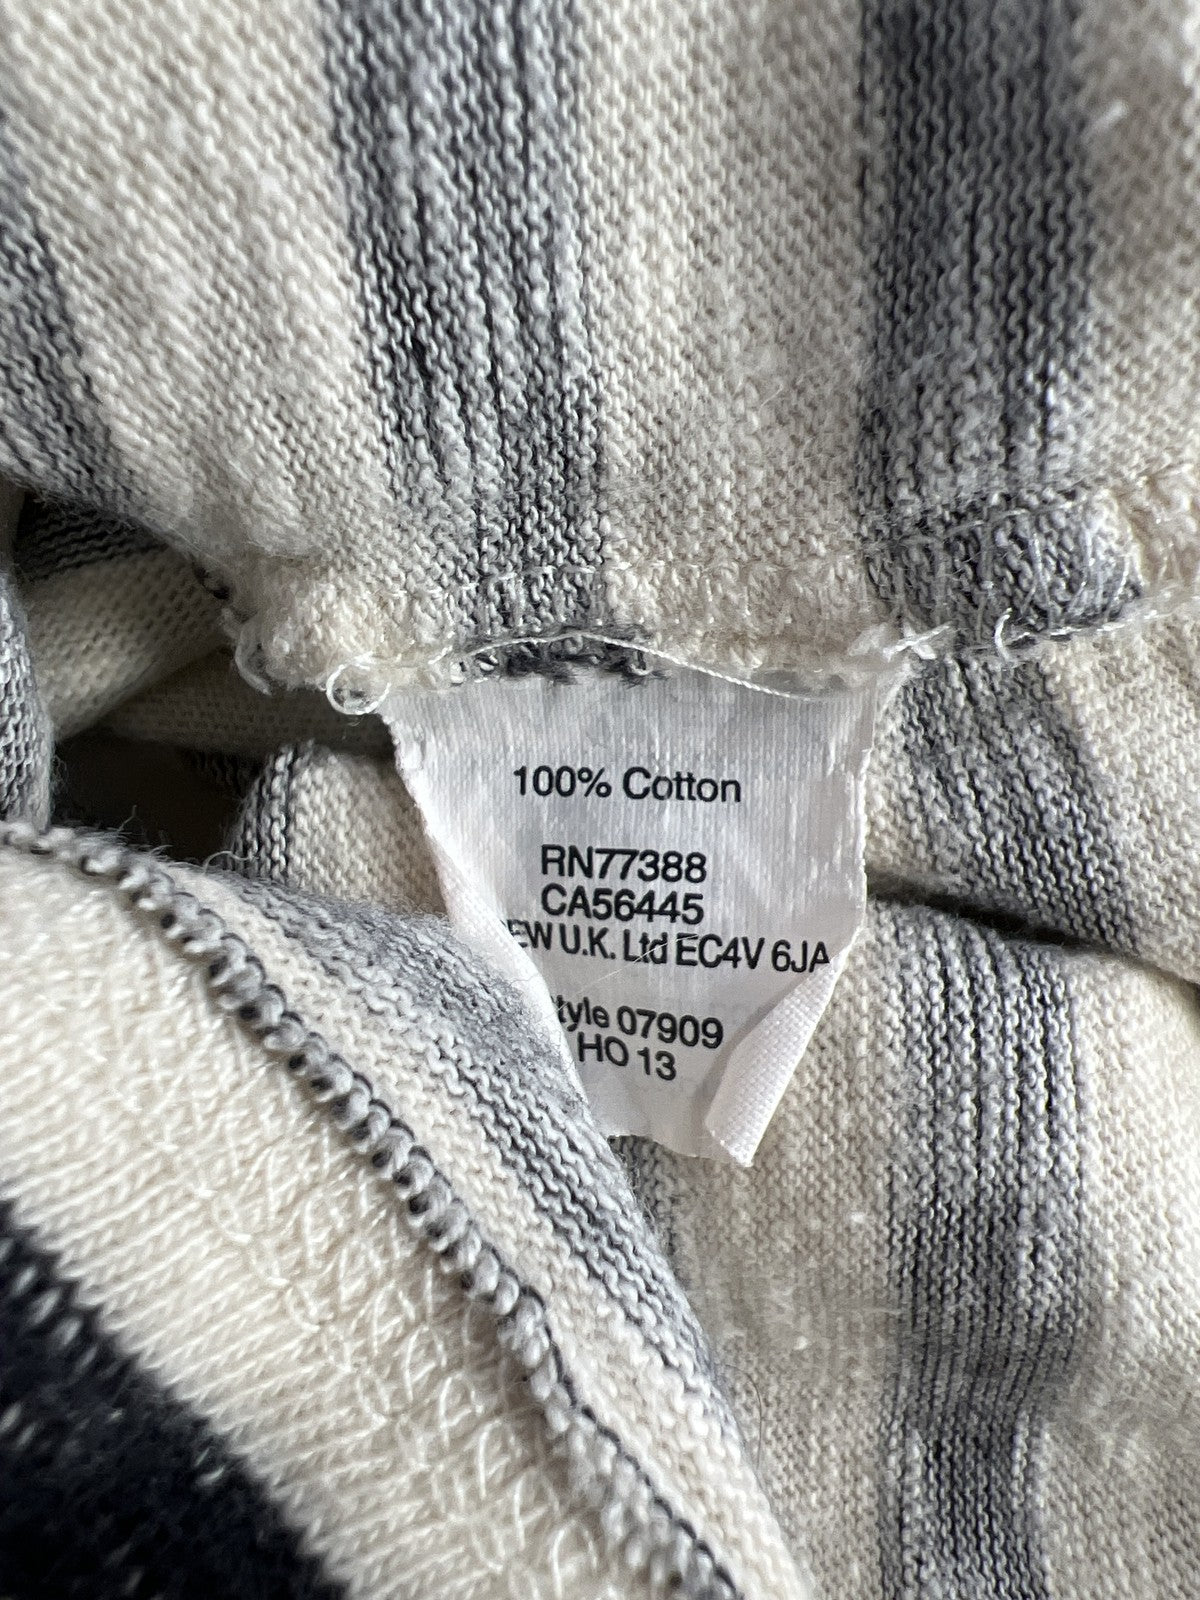 100% Cotton
RN77388
CA56445
EW U.K. Ltd EC4V 6JA
tyle 07909
HO 13